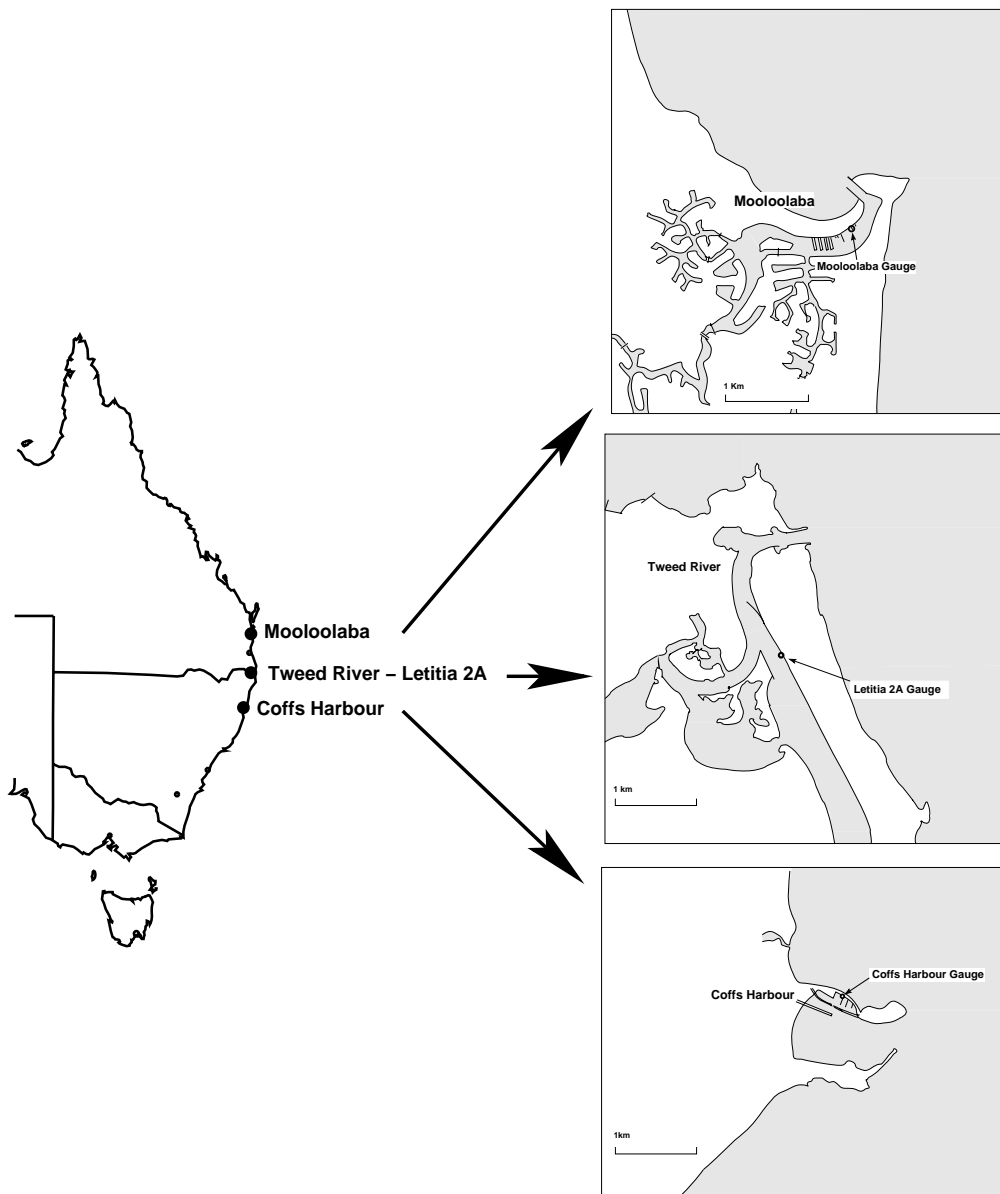 Mooloolaba
Tweed River – Letitia 2A
Coffs Harbour
Mooloolaba
Mooloolaba Gauge
1 Km
Tweed River
Letitia 2A Gauge
1 km
Coffs Harbour Gauge
Coffs Harbour
1km